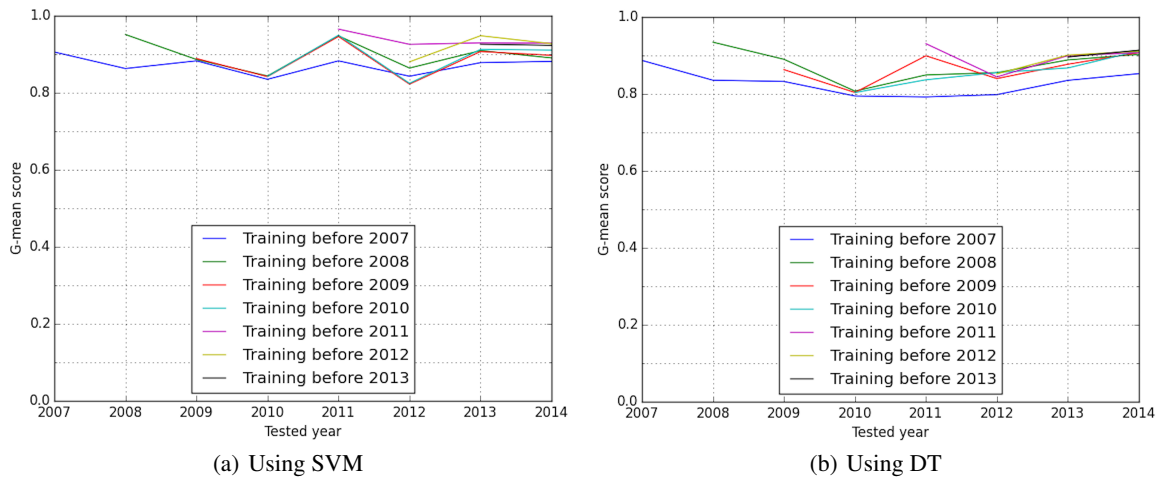 1.0
0.8
0.6
0.4
0.2
0.0
G-mean score
Training before 2007
Training before 2008
Training before 2009
Training before 2010
Training before 2011
Training before 2012
Training before 2013
2007 2008 2009 2010 2011 2012 2013 2014
Tested year
(a) Using SVM
1.0
0.8
0.6
0.4
0.2
0.0
G-mean score
Training before 2007
Training before 2008
Training before 2009
Training before 2010
Training before 2011
Training before 2012
Training before 2013
2007 2008 2009 2010 2011 2012 2013 2014
Tested year
(b) Using DT